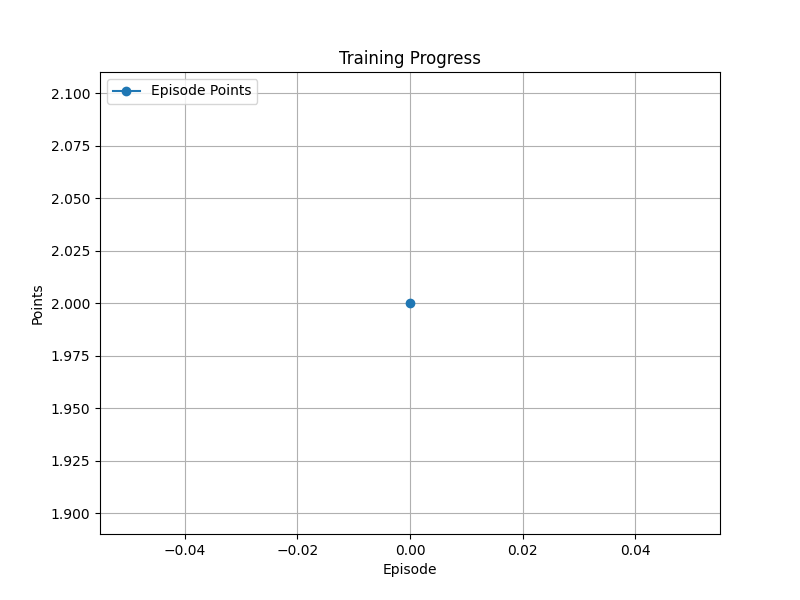 Training Progress
Episode Points
2.100
2.075
2.050
2.025
2.000
1.975
1.950
1.925
1.900
Points
−0.04 −0.02 0.00 0.02 0.04
Episode